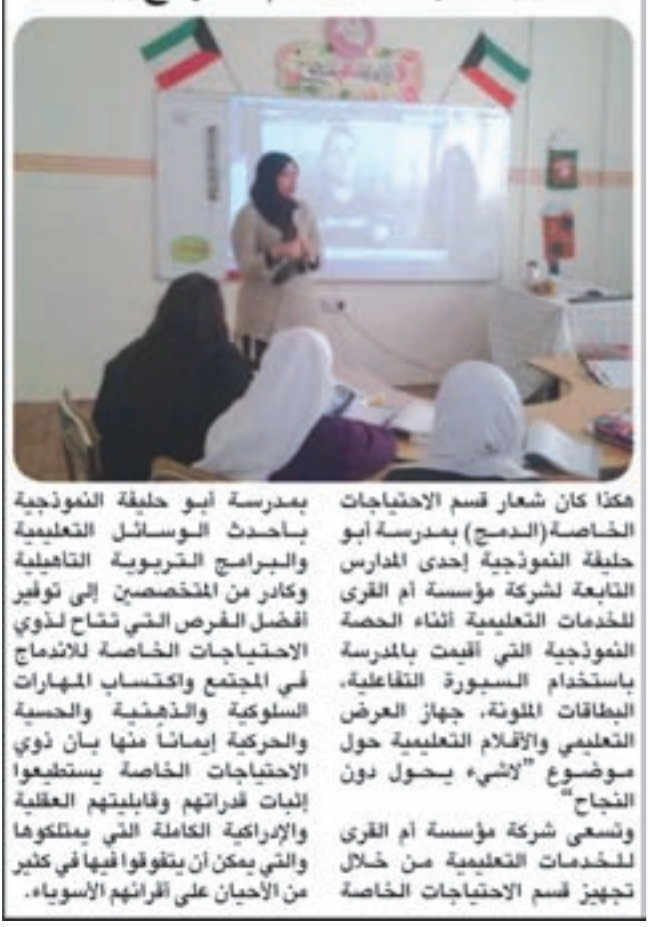 هكذا كان شعار قسم الاحتياجات
الخاصة (الدمج) بمدرسة أبو
حليفة النموذجية إحدى المدارس
التابعة لشركة مؤسسة أم القرى
للخدمات التعليمية أثناء الحصة
النموذجية التي أقيمت بالمدرسة
باستخدام السبورة التفاعلية،
البطاقات الملونة، جهاز العرض
التعليمي والأقلام التعليمية حول
موضوع "لاشيء يحول دون
النجاح"
وتسعى شركة مؤسسة أم القرى
للخدمات التعليمية من خلال
تجهيز قسم الاحتياجات الخاصة
بمدرسة أبو حليفة النموذجية
بأحدث الوسائل التعليمية
والبرامج التربوية التأهيلية
وكادر من المتخصصين إلى توفير
أفضل الفرص التي تتاح لذوي
الاحتياجات الخاصة للاندماج
في المجتمع واكتساب المهارات
السلوكية والذهنية والحسية
والحركية إيماناً منها بأن ذوي
الاحتياجات الخاصة يستطيعوا
إثبات قدراتهم وقابليتهم العقلية
والإدراكية الكاملة التي يمتلكوها
والتي يمكن أن يتفوقوا فيها في كثير
من الأحيان على أقرانهم الأسوياء.